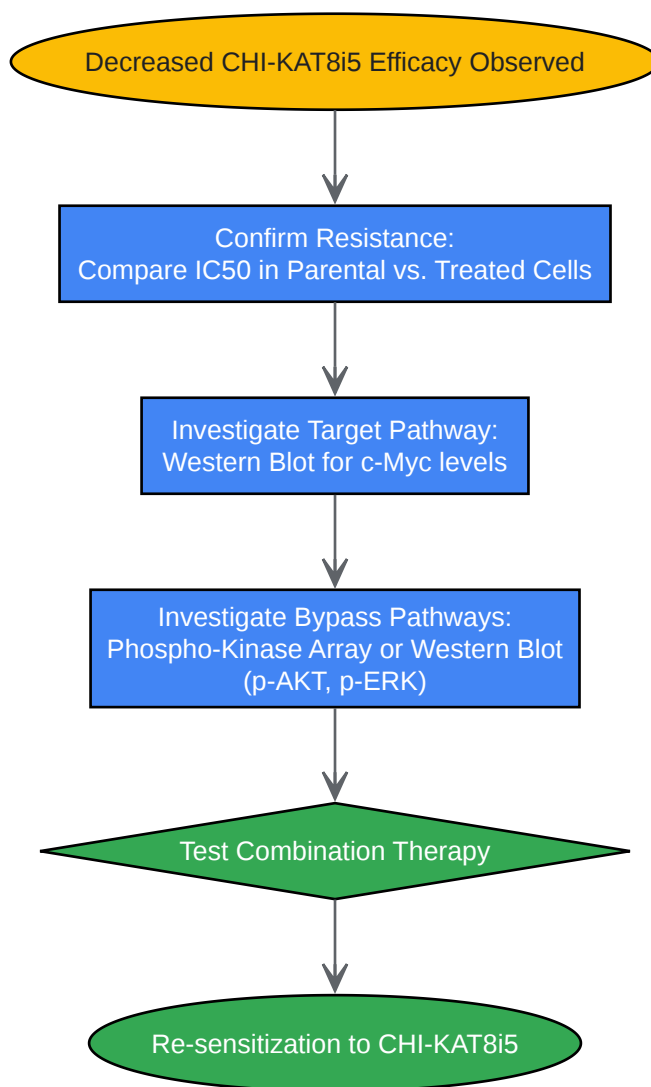 Decreased CHI-KAT8i5 Efficacy Observed
Confirm Resistance:
Compare IC50 in Parental vs. Treated Cells
Investigate Target Pathway:
Western Blot for c-Myc levels
Investigate Bypass Pathways:
Phospho-Kinase Array or Western Blot
(p-AKT, p-ERK)
Test Combination Therapy
Re-sensitization to CHI-KAT8i5